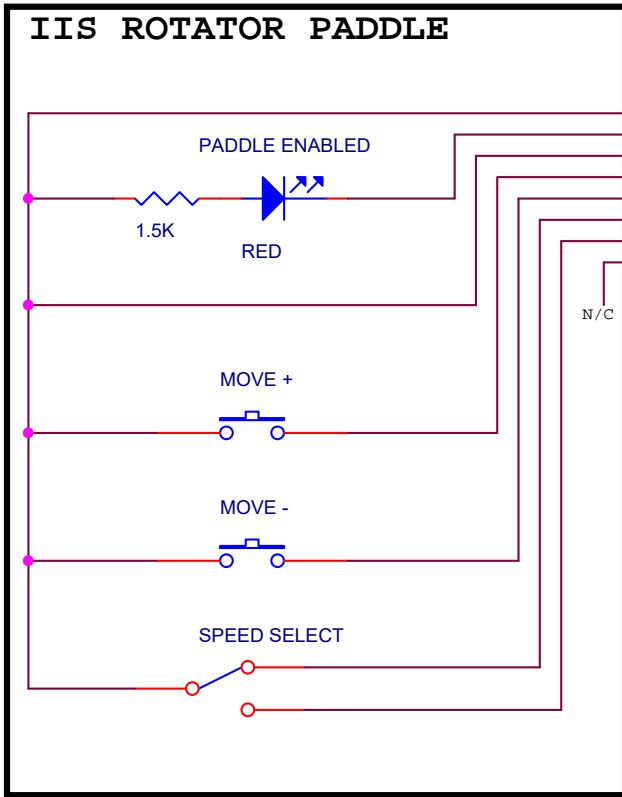 IIS ROTATOR PADDLE
PADDLE ENABLED
1.5K
RED
N/C
MOVE +
MOVE -
SPEED SELECT